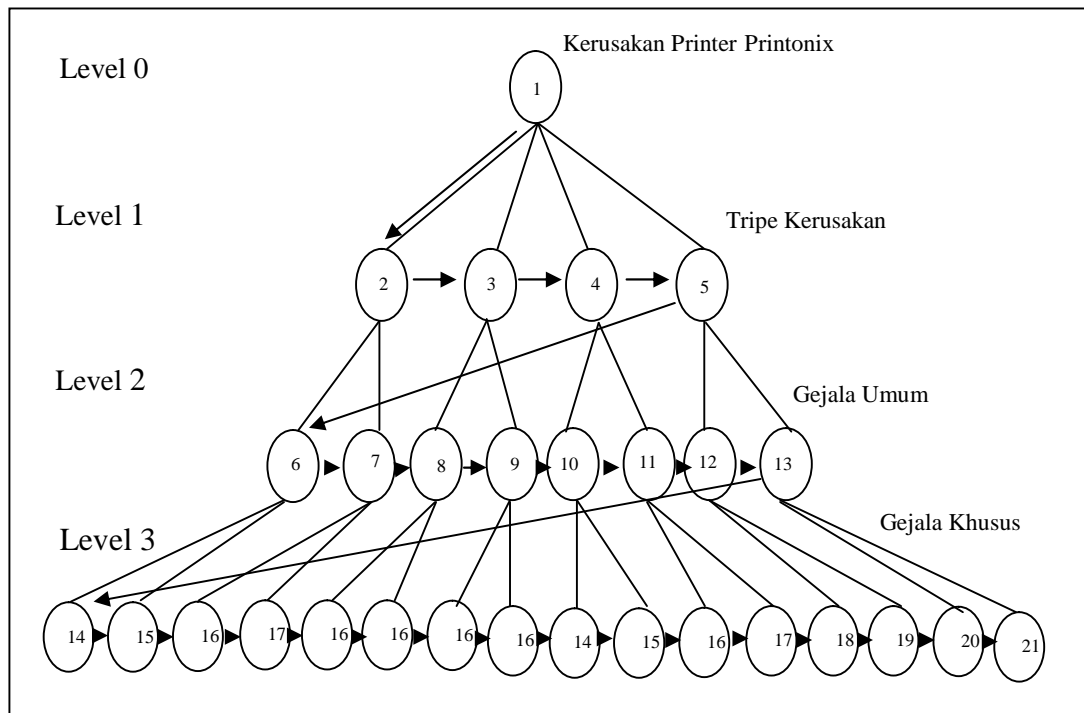 Kerusakan Printer Printonix
Level 0
1
Level 1
Tripe Kerusakan
2 3 4 5
Level 2
Gejala Umum
6 7 8 9 10 11 12 13
Gejala Khusus
Level 3
14 15 16 17 16 16 16 16 14 15 16 17 18 19 20 21